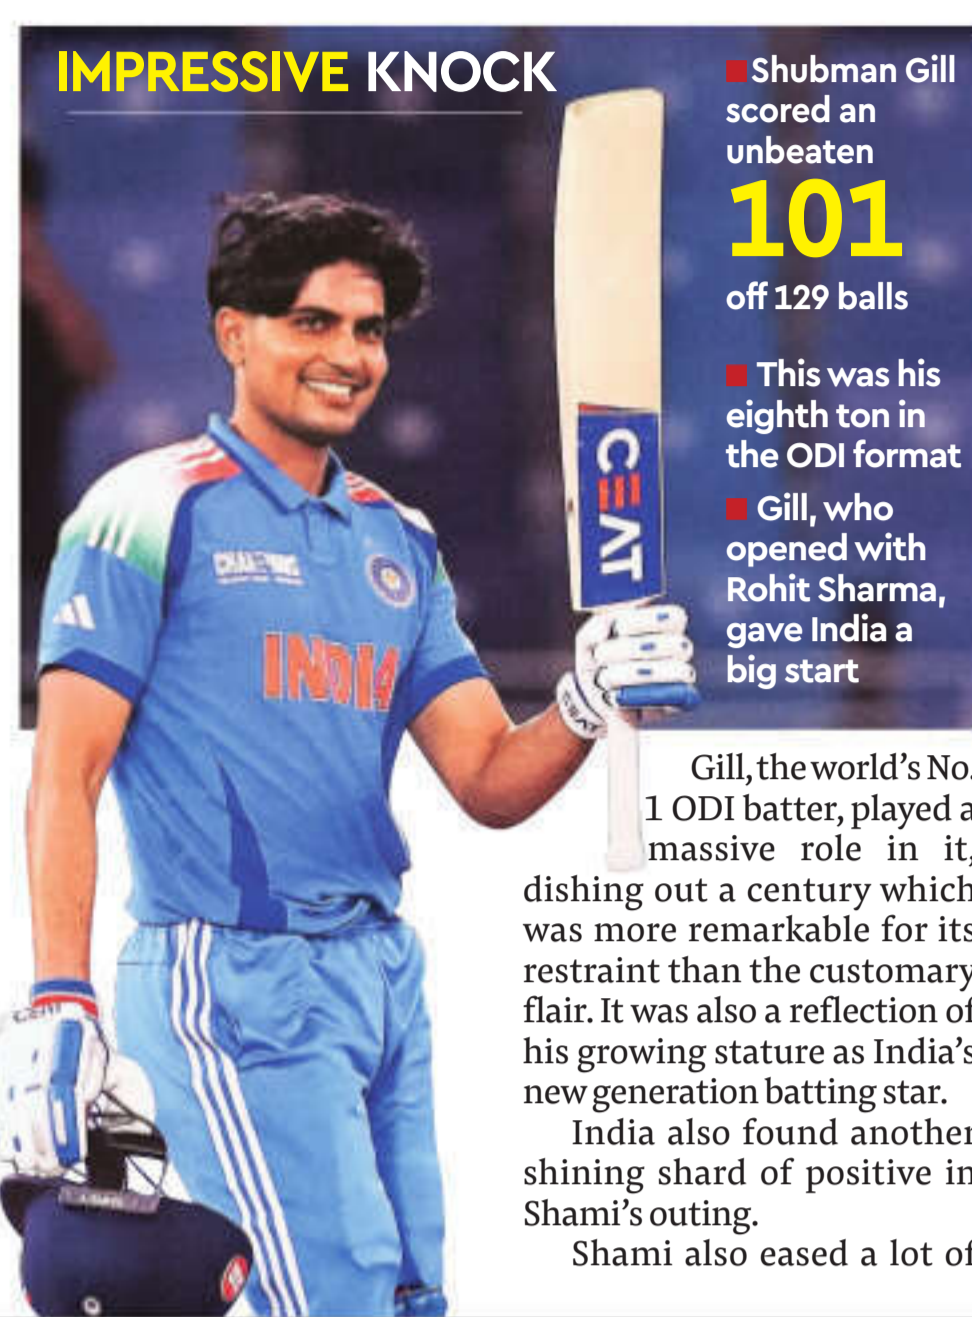 IMPRESSIVE KNOCK
■ Shubman Gill
scored an
unbeaten
101
off 129 balls
■ This was his
eighth ton in
the ODI format
■ Gill, who
opened with
Rohit Sharma,
gave India a
big start
CEAT
INDIA
CEAT
Gill, the world's No.
1 ODI batter, played a
massive role in it,
dishing out a century which
was more remarkable for its
restraint than the customary
flair. It was also a reflection of
his growing stature as India's
new generation batting star.
India also found another
shining shard of positive in
Shami's outing.
Shami also eased a lot of